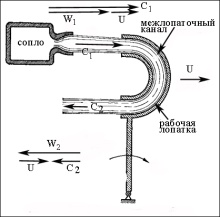 C₁
W₁ U
межлопаточный
канал
сопло
C₁
U
C₂
рабочая
лопатка
W₂
U C₂